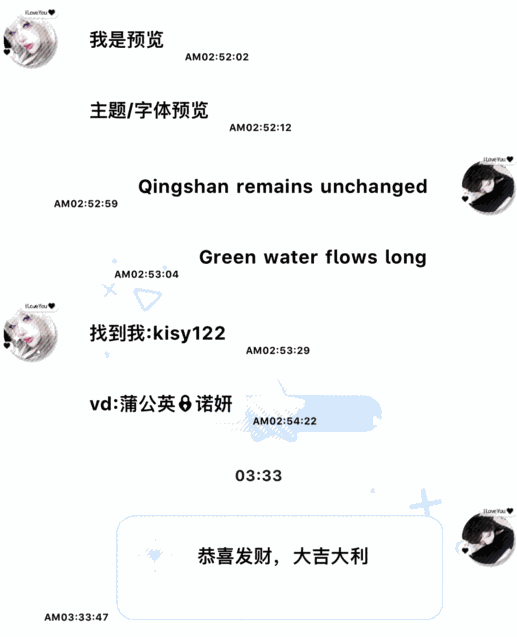 I Love You
我是预览
AM02:52:02
主题/字体预览
AM02:52:12
I Love You
Qingshan remains unchanged
AM02:52:59
Green water flows long
AM02:53:04
I Love You
找到我:kisy122
AM02:53:29
vd:蒲公英诺妍
AM02:54:22
03:33
I Love You
恭喜发财，大吉大利
AM03:33:47